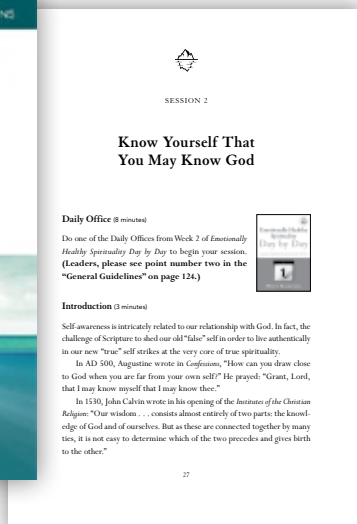 NS
SESSION 2
Know Yourself That
You May Know God
Daily Office (8 minutes)
Do one of the Daily Offices from Week 2 of Emotionally
Healthy Spirituality Day by Day to begin your session.
(Leaders, please see point number two in the
“General Guidelines” on page 124.)
Emotionally Healthy
Spirituality
Day by Day
Introduction (3 minutes)
Self-awareness is intricately related to our relationship with God. In fact, the
challenge of Scripture to shed our old “false” self in order to live authentically
in our new “true” self strikes at the very core of true spirituality.
In AD 500, Augustine wrote in Confessions, “How can you draw close
to God when you are far from your own self?” He prayed: “Grant, Lord,
that I may know myself that I may know thee.”
In 1530, John Calvin wrote in his opening of the Institutes of the Christian
Religion: “Our wisdom . . . consists almost entirely of two parts: the knowl-
edge of God and of ourselves. But as these are connected together by many
ties, it is not easy to determine which of the two precedes and gives birth
to the other.”
27